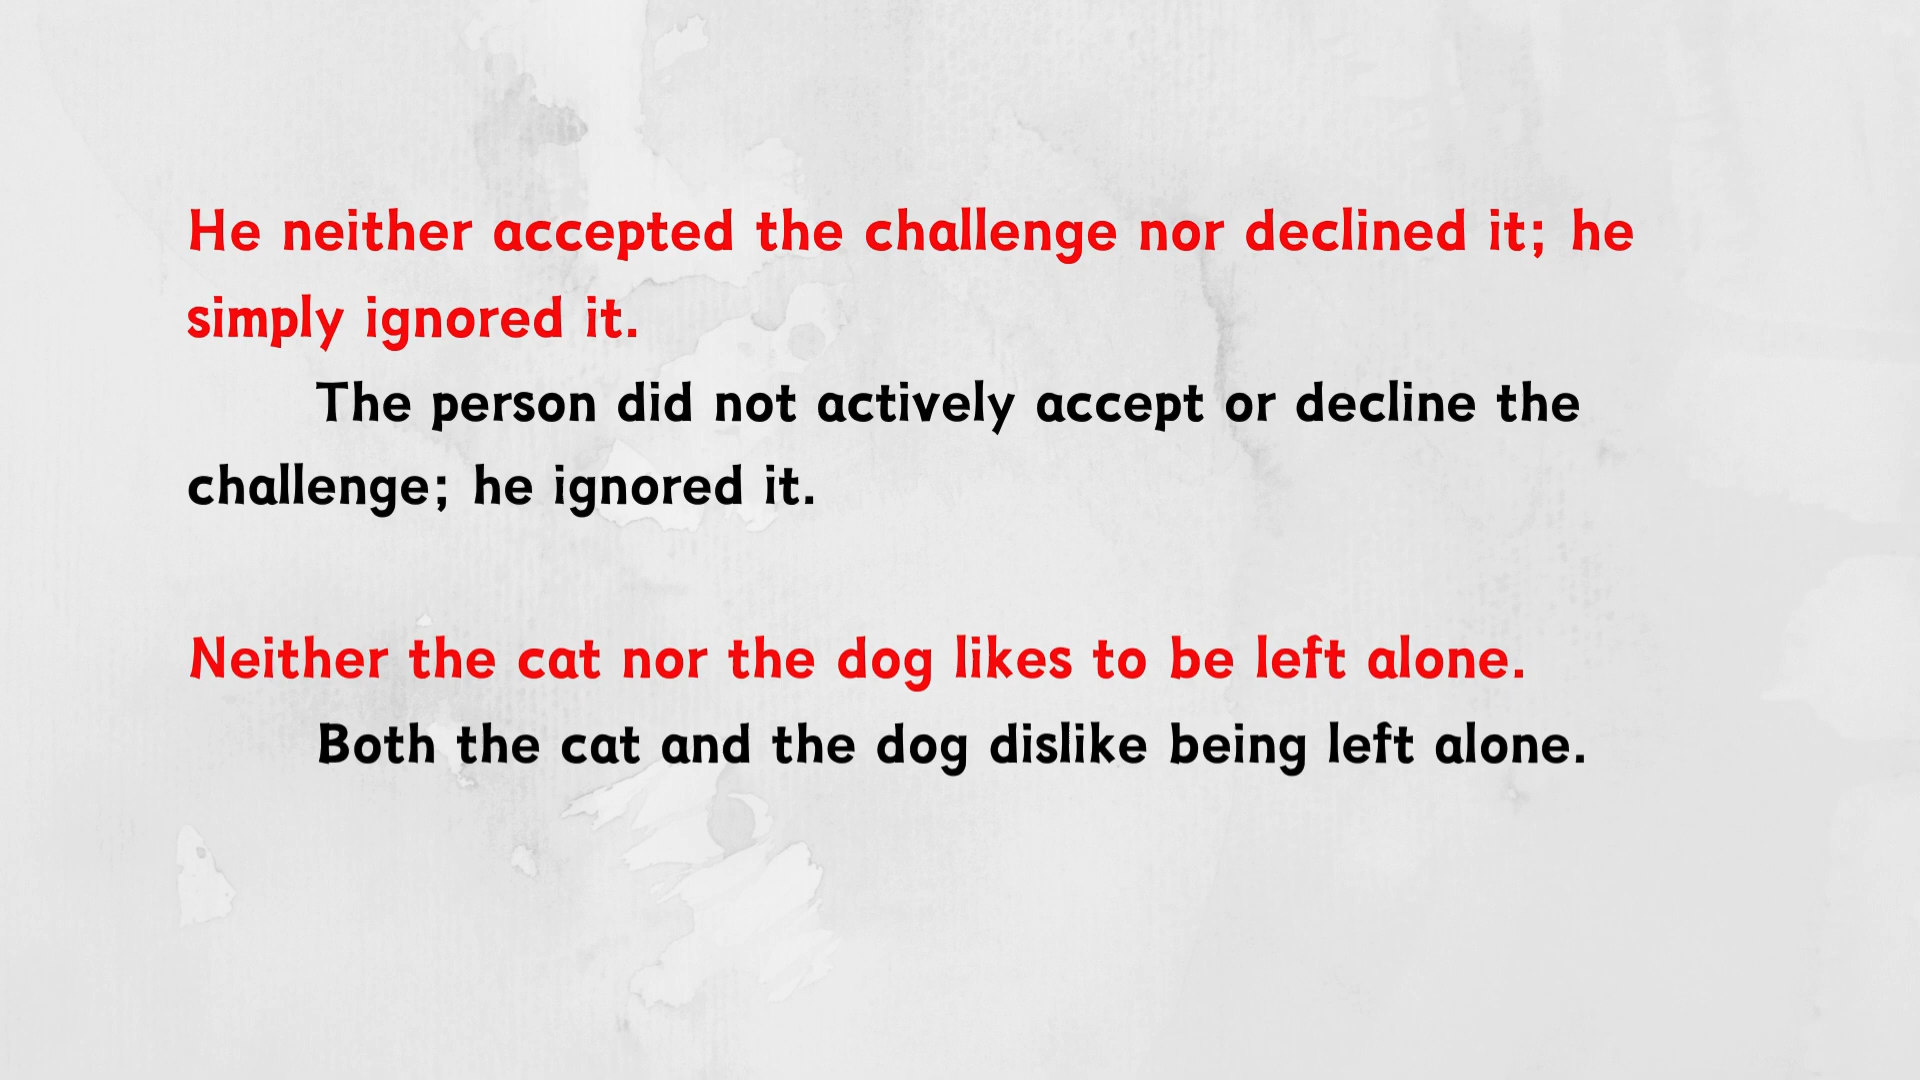 He neither accepted the challenge nor declined it; he
simply ignored it.
The person did not actively accept or decline the
challenge; he ignored it.
Neither the cat nor the dog likes to be left alone.
Both the cat and the dog dislike being left alone.